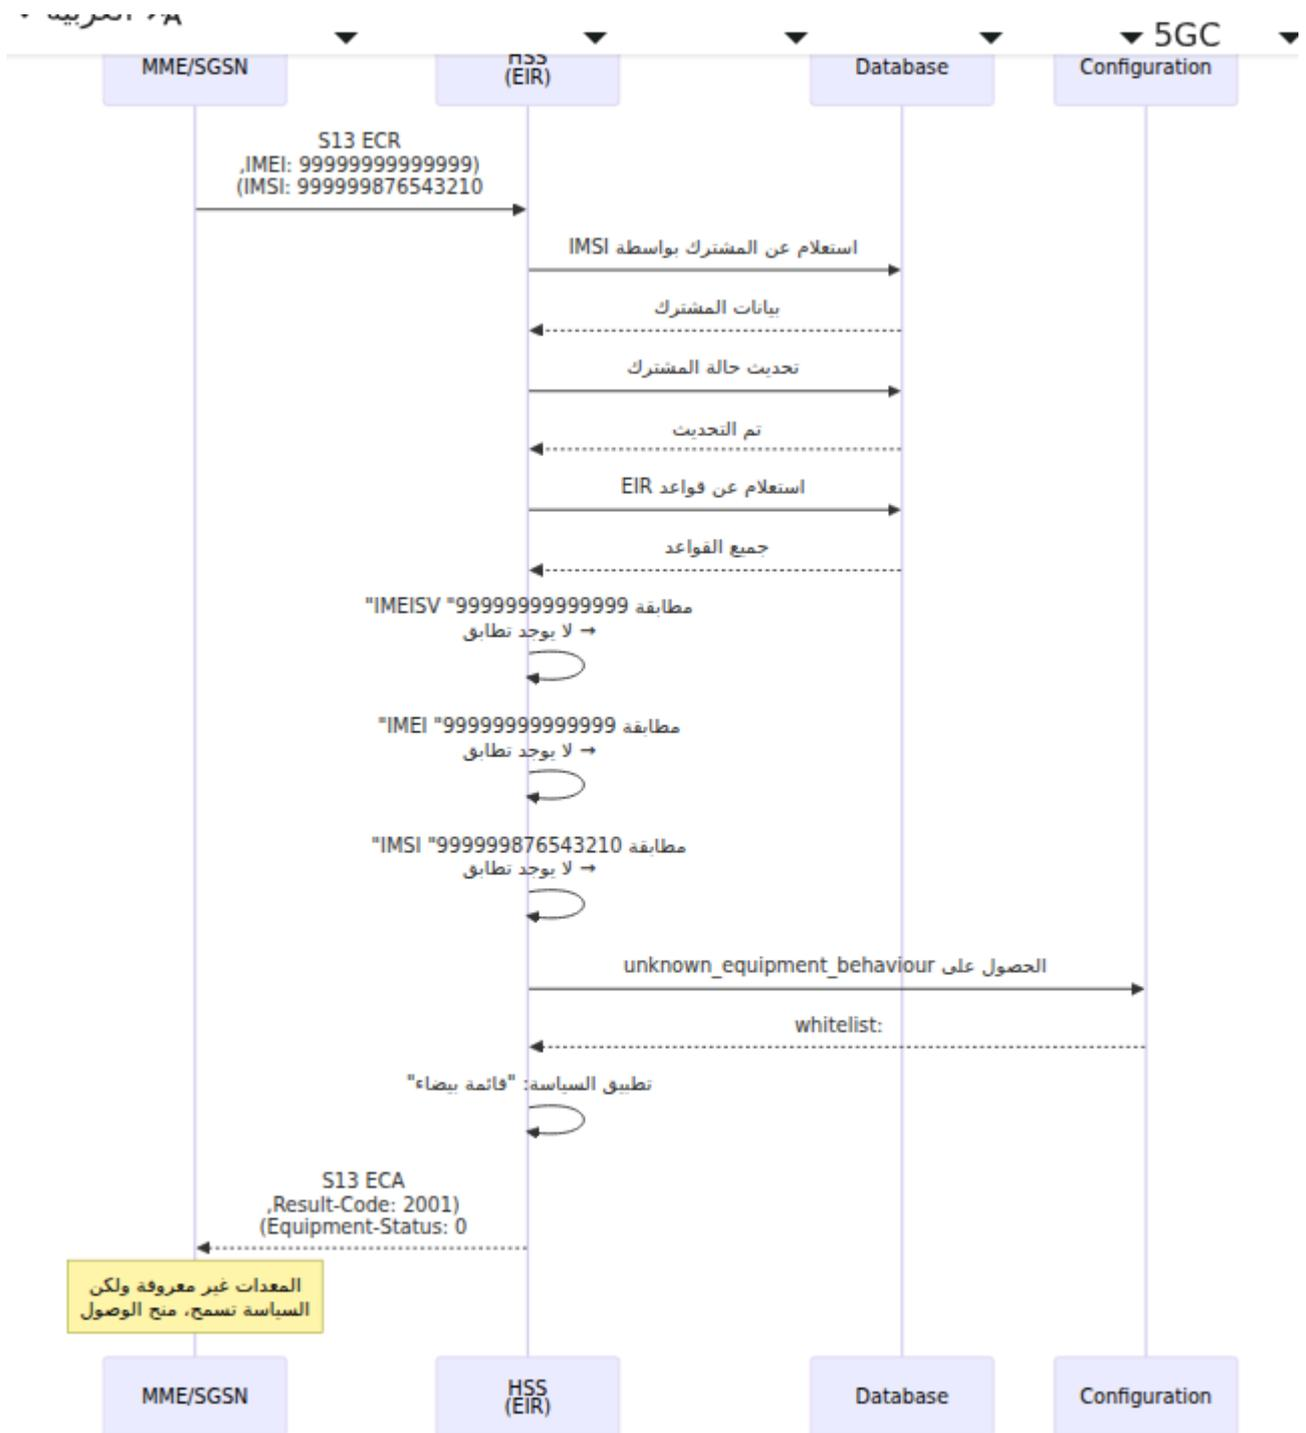 العربية
5GC
MME/SGSN
HSS
(EIR)
Database
Configuration
S13 ECR
,IMEI: 99999999999999)
(IMSI: 999999876543210
استعلام عن المشترك بواسطة IMSI
بيانات المشترك
تحديث حالة المشترك
تم التحديث
استعلام عن قواعد EIR
جميع القواعد
مطابقة IMEISV "99999999999999"
→ لا يوجد تطابق
مطابقة IMEI "99999999999999"
→ لا يوجد تطابق
مطابقة IMSI "999999876543210"
→ لا يوجد تطابق
الحصول على unknown_equipment_behaviour
whitelist:
تطبيق السياسة: "قائمة بيضاء"
S13 ECA
,Result-Code: 2001)
(Equipment-Status: 0
المعدات غير معروفة ولكن
السياسة تسمح، منح الوصول
MME/SGSN
HSS
(EIR)
Database
Configuration